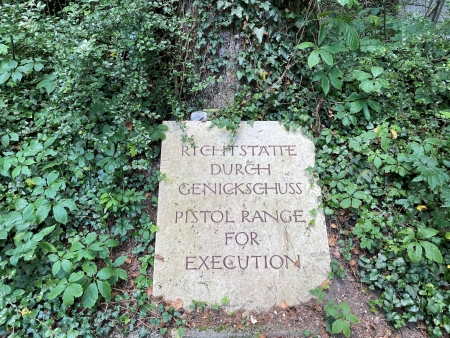 RICHTSTÄTTE
DURCH
GENICKSCHUSS
PISTOL RANGE
FOR
EXECUTION